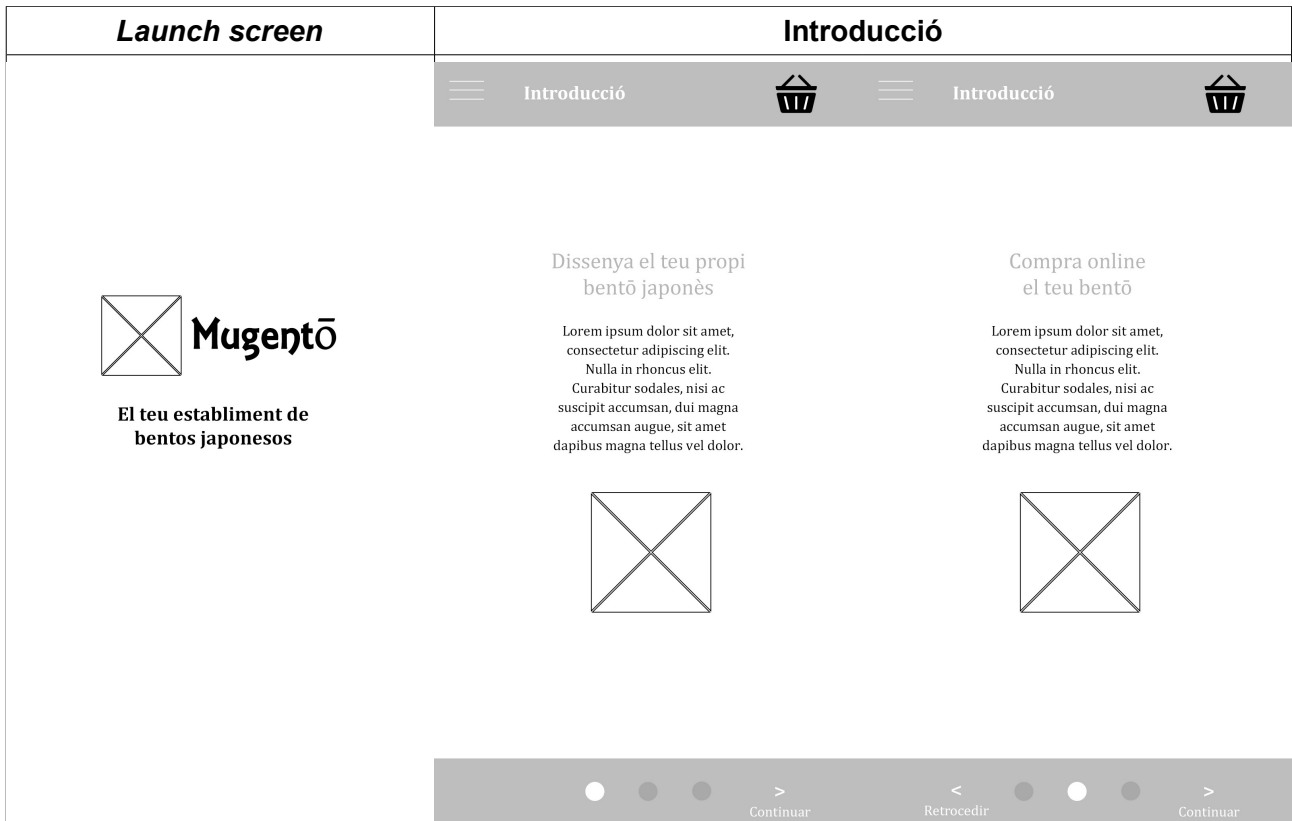 Launch screen
Introducció
Mugentō
El teu establiment de
bentos japonesos
Introducció
Dissenya el teu propi
bentō japonès
Lorem ipsum dolor sit amet,
consectetur adipiscing elit.
Nulla in rhoncus elit.
Curabitur sodales, nisi ac
suscipit accumsan, dui magna
accumsan augue, sit amet
dapibus magna tellus vel dolor.
>
Continuar
Introducció
Compra online
el teu bentō
Lorem ipsum dolor sit amet,
consectetur adipiscing elit.
Nulla in rhoncus elit.
Curabitur sodales, nisi ac
suscipit accumsan, dui magna
accumsan augue, sit amet
dapibus magna tellus vel dolor.
<
Retrocedir
>
Continuar